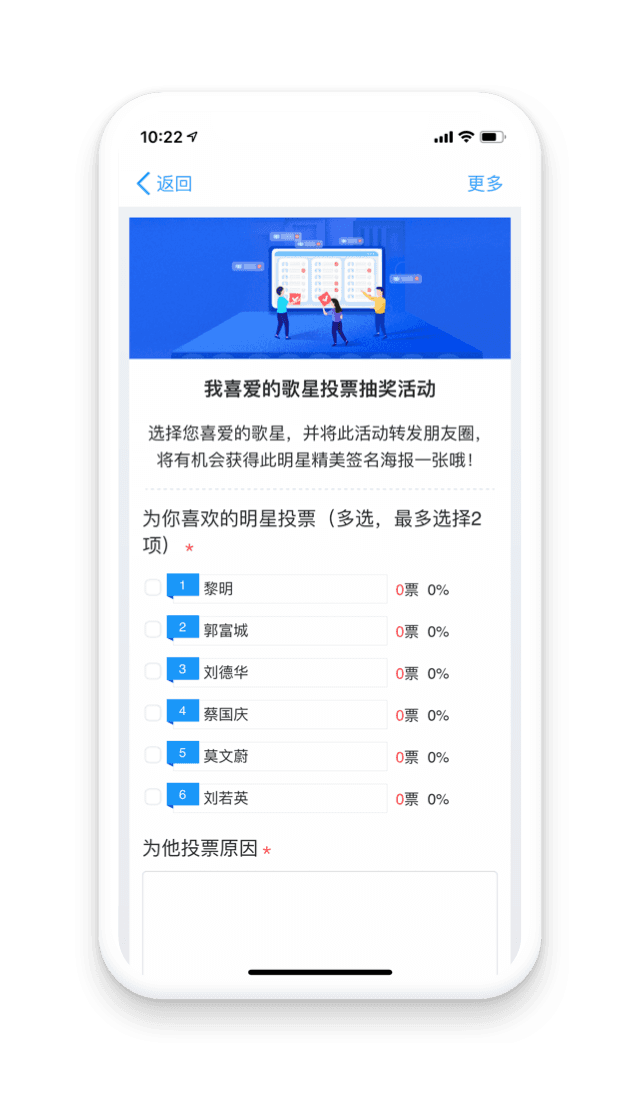 10:22
返回 更多
我喜爱的歌星投票抽奖活动
选择您喜爱的歌星，并将此活动转发朋友圈，
将有机会获得此明星精美签名海报一张哦！
为你喜欢的明星投票（多选，最多选择2
项） *
1 黎明 0票 0%
2 郭富城 0票 0%
3 刘德华 0票 0%
4 蔡国庆 0票 0%
5 莫文蔚 0票 0%
6 刘若英 0票 0%
为他投票原因 *